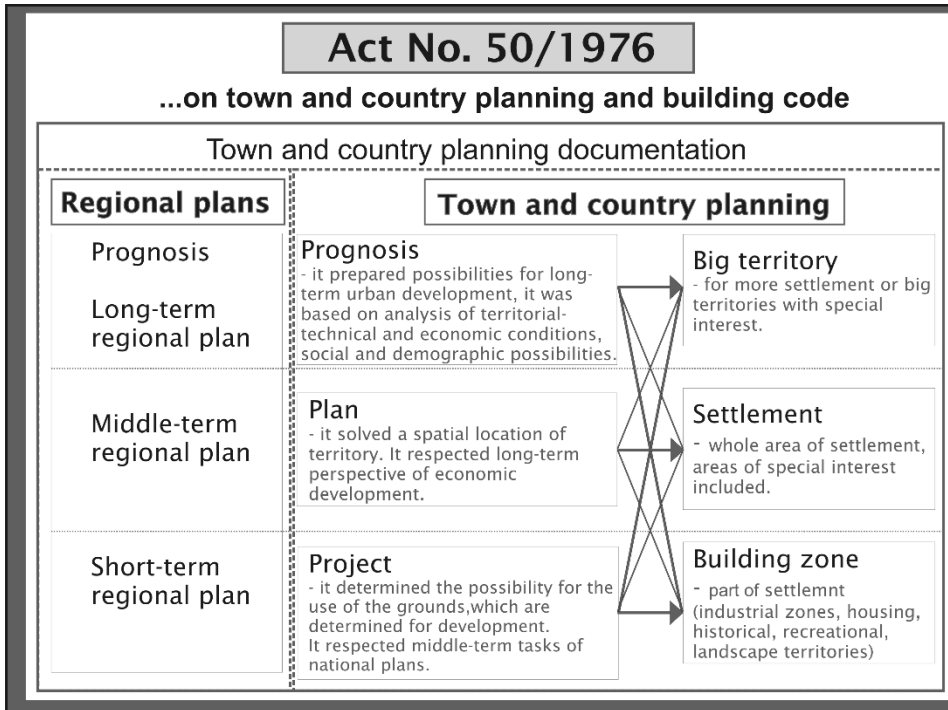 Act No. 50/1976
...on town and country planning and building code
Town and country planning documentation
Regional plans
Prognosis
Long-term
regional plan
Middle-term
regional plan
Short-term
regional plan
Town and country planning
Prognosis
- it prepared possibilities for long-
term urban development, it was
based on analysis of territorial-
technical and economic conditions,
social and demographic possibilities.
Plan
- it solved a spatial location of
territory. It respected long-term
perspective of economic
development.
Project
- it determined the possibility for the
use of the grounds,which are
determined for development.
It respected middle-term tasks of
national plans.
Big territory
- for more settlement or big
territories with special
interest.
Settlement
- whole area of settlement,
areas of special interest
included.
Building zone
- part of settlemnt
(industrial zones, housing,
historical, recreational,
landscape territories)